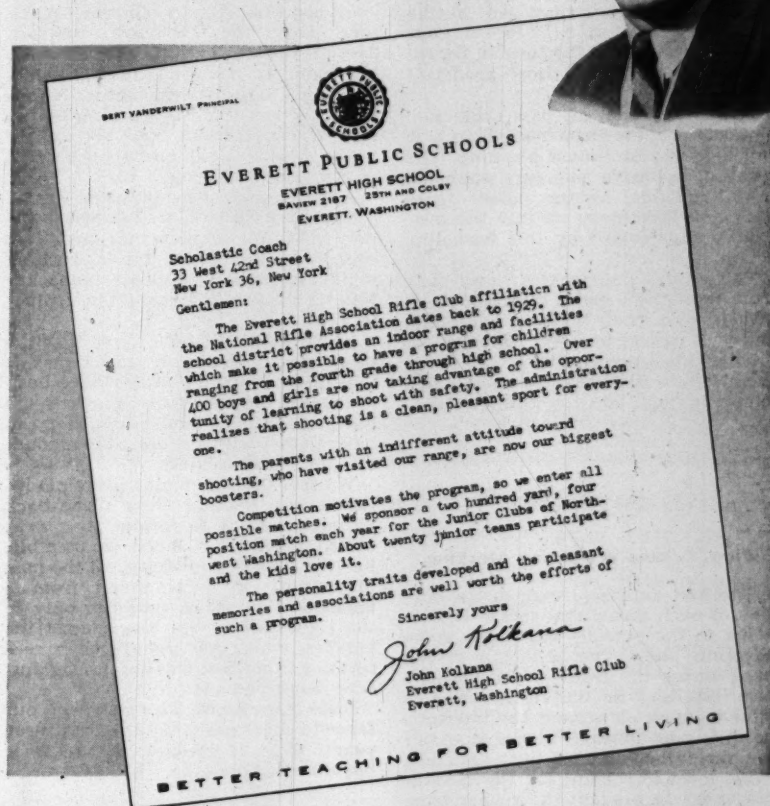 BERT VANDERWILT PRINCIPAL
EVERETT PUBLIC
SCHOOLS
EVERETT PUBLIC SCHOOLS
EVERETT HIGH SCHOOL
BAVIEW 2187 25TH AND COLBY
EVERETT, WASHINGTON
Scholastic Coach
33 West 42nd Street
New York 36, New York
Gentlemen:
The Everett High School Rifle Club affiliation with
the National Rifle Association dates back to 1929. The
school district provides an indoor range and facilities
which make it possible to have a program for children
ranging from the fourth grade through high school. Over
400 boys and girls are now taking advantage of the oppor-
tunity of learning to shoot with safety. The administration
realizes that shooting is a clean, pleasant sport for every-
one.
The parents with an indifferent attitude toward
shooting, who have visited our range, are now our biggest
boosters.
Competition motivates the program, so we enter all
possible matches. We sponsor a two hundred yard, four
position match each year for the Junior Clubs of North-
west Washington. About twenty junior teams participate
and the kids love it.
The personality traits developed and the pleasant
memories and associations are well worth the efforts of
such a program.
Sincerely yours
John Kolkana
John Kolkana
Everett High School Rifle Club
Everett, Washington
BETTER TEACHING FOR BETTER LIVING